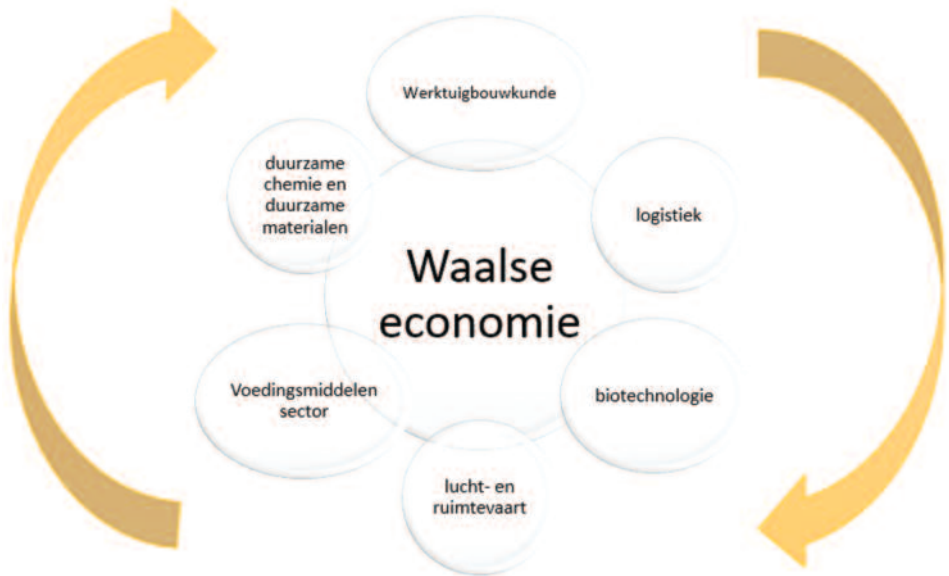 Werktuigbouwkunde
duurzame
chemie en
duurzame
materialen
logistiek
Waalse
economie
Voedingsmiddelen
sector
biotechnologie
lucht- en
ruimtevaart